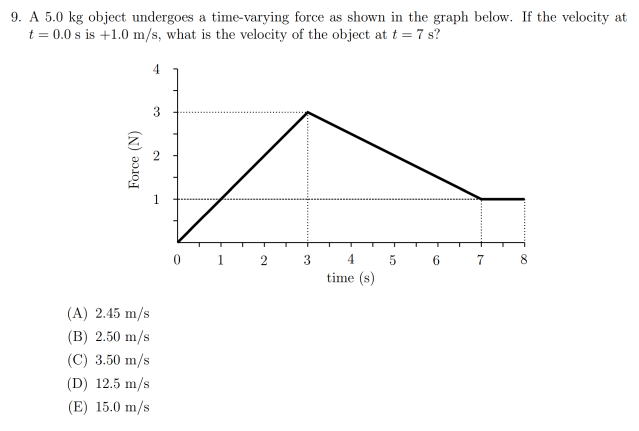 9. A 5.0 kg object undergoes a time-varying force as shown in the graph below. If the velocity at
t = 0.0 s is +1.0 m/s, what is the velocity of the object at t = 7 s?
4
3
2
1
Force (N)
0 1 2 3 4 5 6 7 8
time (s)
(A) 2.45 m/s
(B) 2.50 m/s
(C) 3.50 m/s
(D) 12.5 m/s
(E) 15.0 m/s